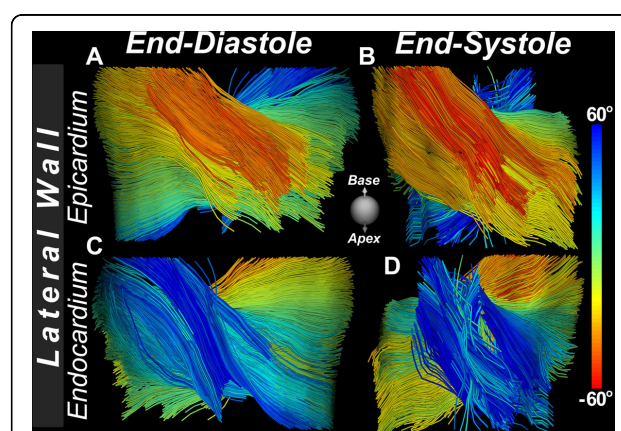 End-Diastole End-Systole
A B
Lateral Wall
Epicardium
60°
Base
Apex
C D
Endocardium
-60°